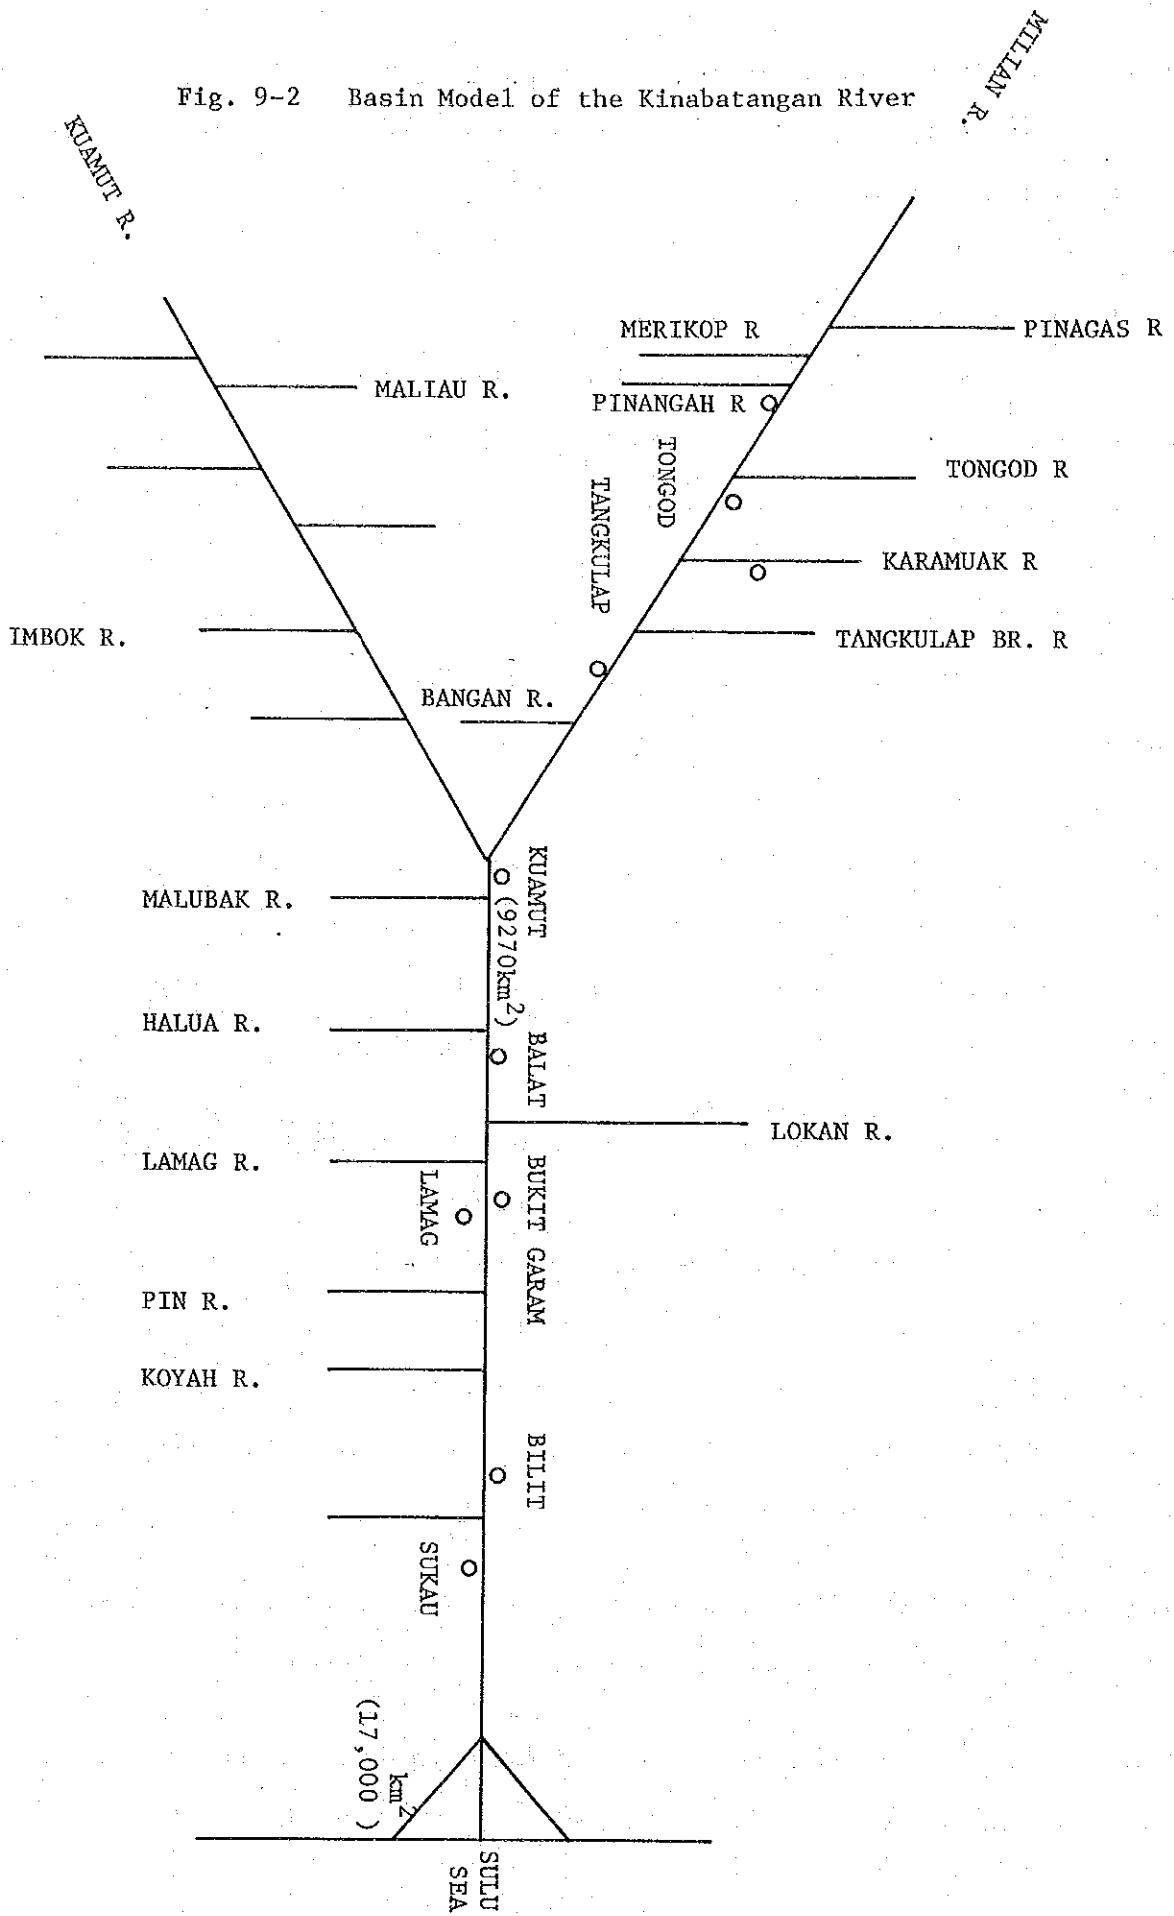 Fig. 9-2 Basin Model of the Kinabatangan River
MILIAN R.
KUAMUT R.
MERIKOP R
PINAGAS R
MALIAU R.
PINANGAH R
TONGOD
TONGOD R
TANGKULAP
KARAMUAK R
IMBOK R.
TANGKULAP BR. R
BANGAN R.
KUAMUT
(9270km²)
MALUBAK R.
HALUA R.
BALAT
LOKAN R.
LAMAG R.
LAMAG
BUKIT GARAM
PIN R.
KOYAH R.
BILIT
SUKAU
km²
(17,000 )
SULU
SEA